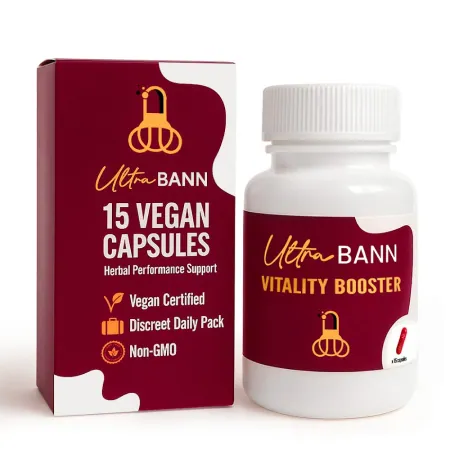 Ultra BANN
15 VEGAN
CAPSULES
Herbal Performance Support
Vegan Certified
Discreet Daily Pack
Non-GMO
Ultra BANN
VITALITY BOOSTER